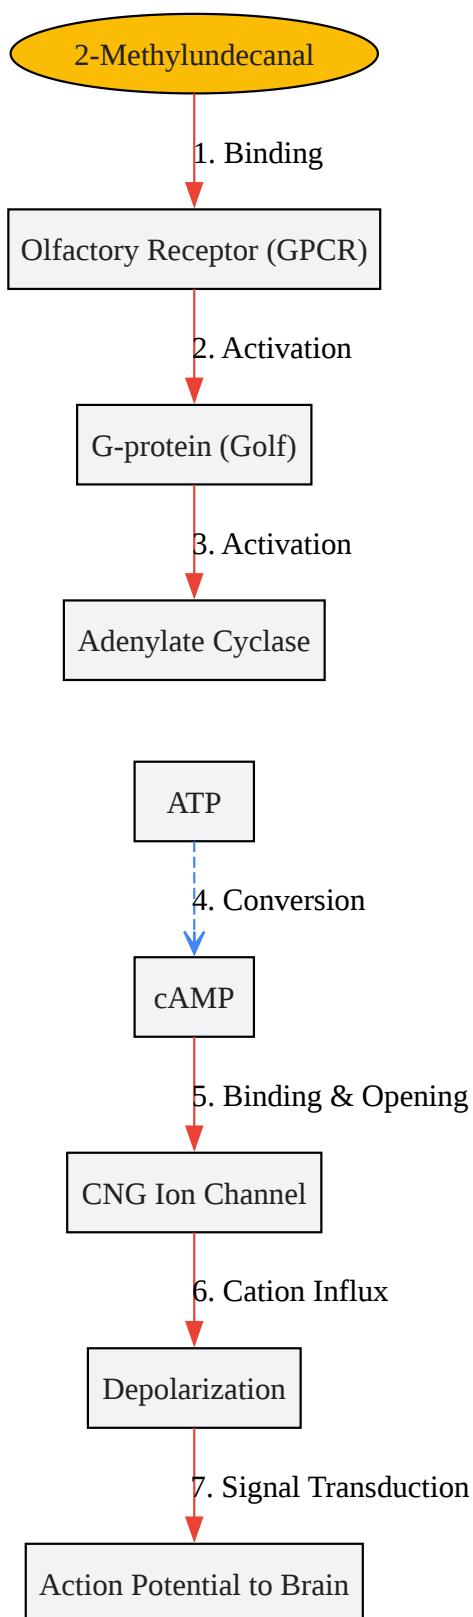 2-Methylundecanal
1. Binding
Olfactory Receptor (GPCR)
2. Activation
G-protein (Golf)
3. Activation
Adenylate Cyclase
ATP
4. Conversion
cAMP
5. Binding & Opening
CNG Ion Channel
6. Cation Influx
Depolarization
7. Signal Transduction
Action Potential to Brain